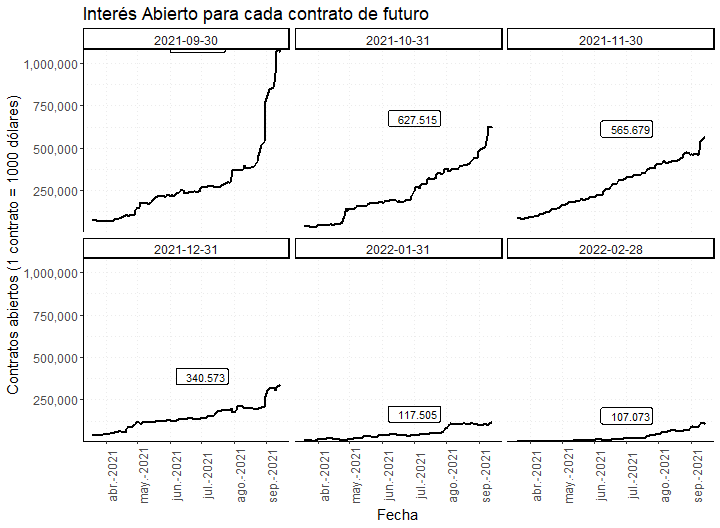 Interés Abierto para cada contrato de futuro
2021-09-30
2021-10-31
2021-11-30
Contratos abiertos (1 contrato = 1000 dólares)
1,000,000
750,000
500,000
250,000
627.515
565.679
2021-12-31
2022-01-31
2022-02-28
1,000,000
750,000
500,000
250,000
340.573
117.505
107.073
abr.-2021
may.-2021
jun.-2021
jul.-2021
ago.-2021
sep.-2021
abr.-2021
may.-2021
jun.-2021
jul.-2021
ago.-2021
sep.-2021
abr.-2021
may.-2021
jun.-2021
jul.-2021
ago.-2021
sep.-2021
Fecha